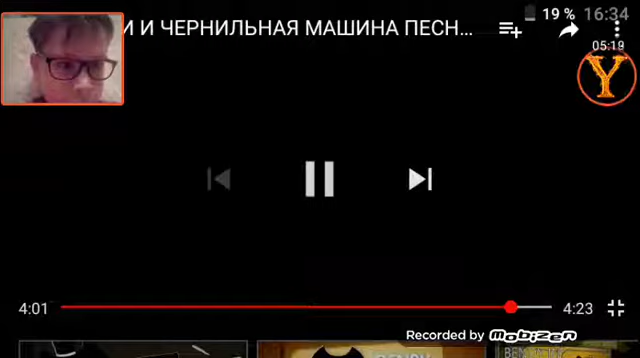 И И ЧЕРНИЛЬНАЯ МАШИНА ПЕСН...
19 % 16:34
05:19
Y
4:01
4:23
Recorded by mobizen